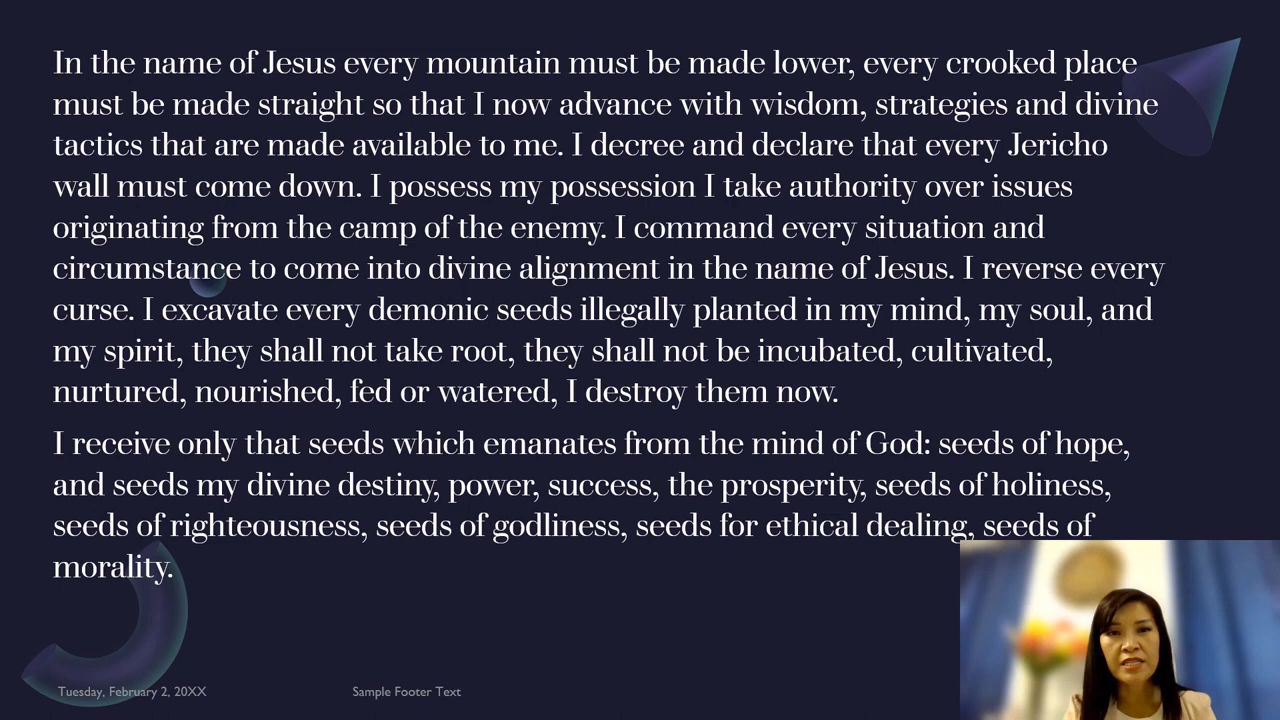 In the name of Jesus every mountain must be made lower, every crooked place
must be made straight so that I now advance with wisdom, strategies and divine
tactics that are made available to me. I decree and declare that every Jericho
wall must come down. I possess my possession I take authority over issues
originating from the camp of the enemy. I command every situation and
circumstance to come into divine alignment in the name of Jesus. I reverse every
curse. I excavate every demonic seeds illegally planted in my mind, my soul, and
my spirit, they shall not take root, they shall not be incubated, cultivated,
nurtured, nourished, fed or watered, I destroy them now.
I receive only that seeds which emanates from the mind of God: seeds of hope,
and seeds my divine destiny, power, success, the prosperity, seeds of holiness,
seeds of righteousness, seeds of godliness, seeds for ethical dealing, seeds of
morality.
Tuesday, February 2, 20XX
Sample Footer Text